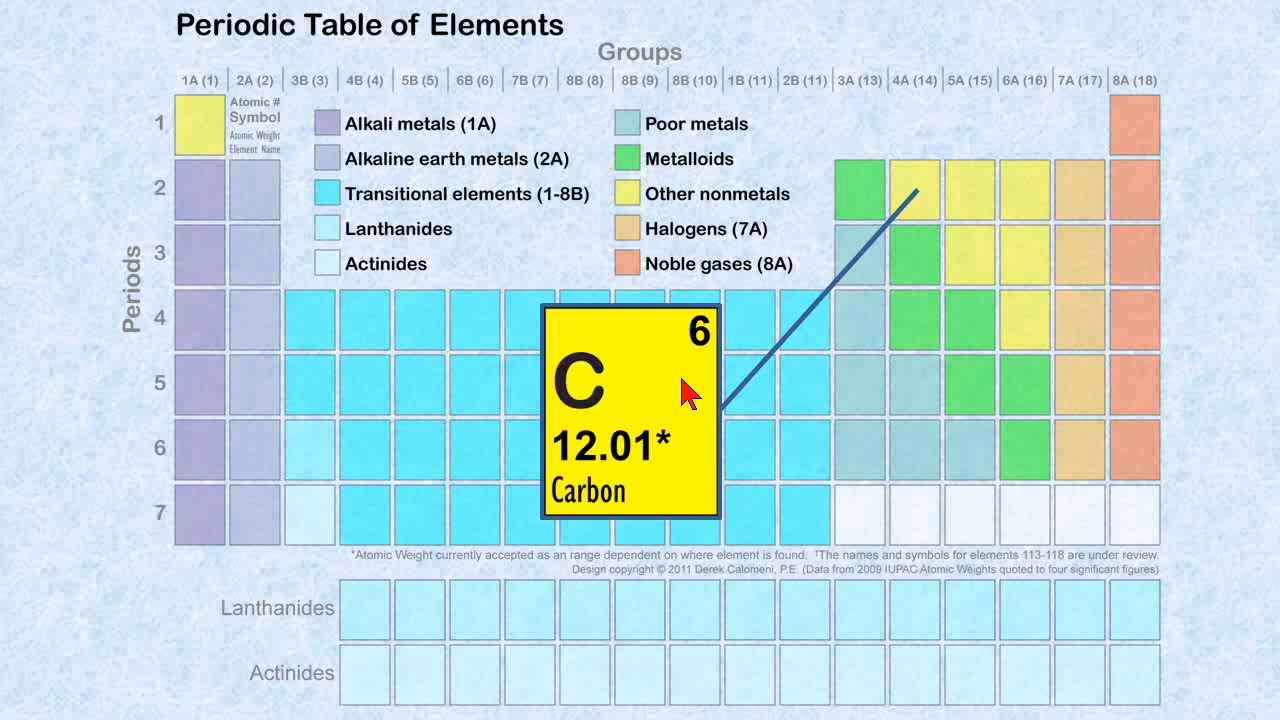 Periodic Table of Elements
Groups
1A (1) 2A (2) 3B (3) 4B (4) 5B (5) 6B (6) 7B (7) 8B (8) 8B (9) 8B (10) 1B (11) 2B (11) 3A (13) 4A (14) 5A (15) 6A (16) 7A (17) 8A (18)
Atomic #
Symbol
Atomic Weight
Element Name
Alkali metals (1A)
Alkaline earth metals (2A)
Transitional elements (1-8B)
Lanthanides
Actinides
Poor metals
Metalloids
Other nonmetals
Halogens (7A)
Noble gases (8A)
Periods
1
2
3
4
5
6
7
6
C
12.01*
Carbon
*Atomic Weight currently accepted as an range dependent on where element is found. †The names and symbols for elements 113-118 are under review.
Design copyright © 2011 Derek Calomeni, P.E. (Data from 2009 IUPAC Atomic Weights quoted to four significant figures)
Lanthanides
Actinides